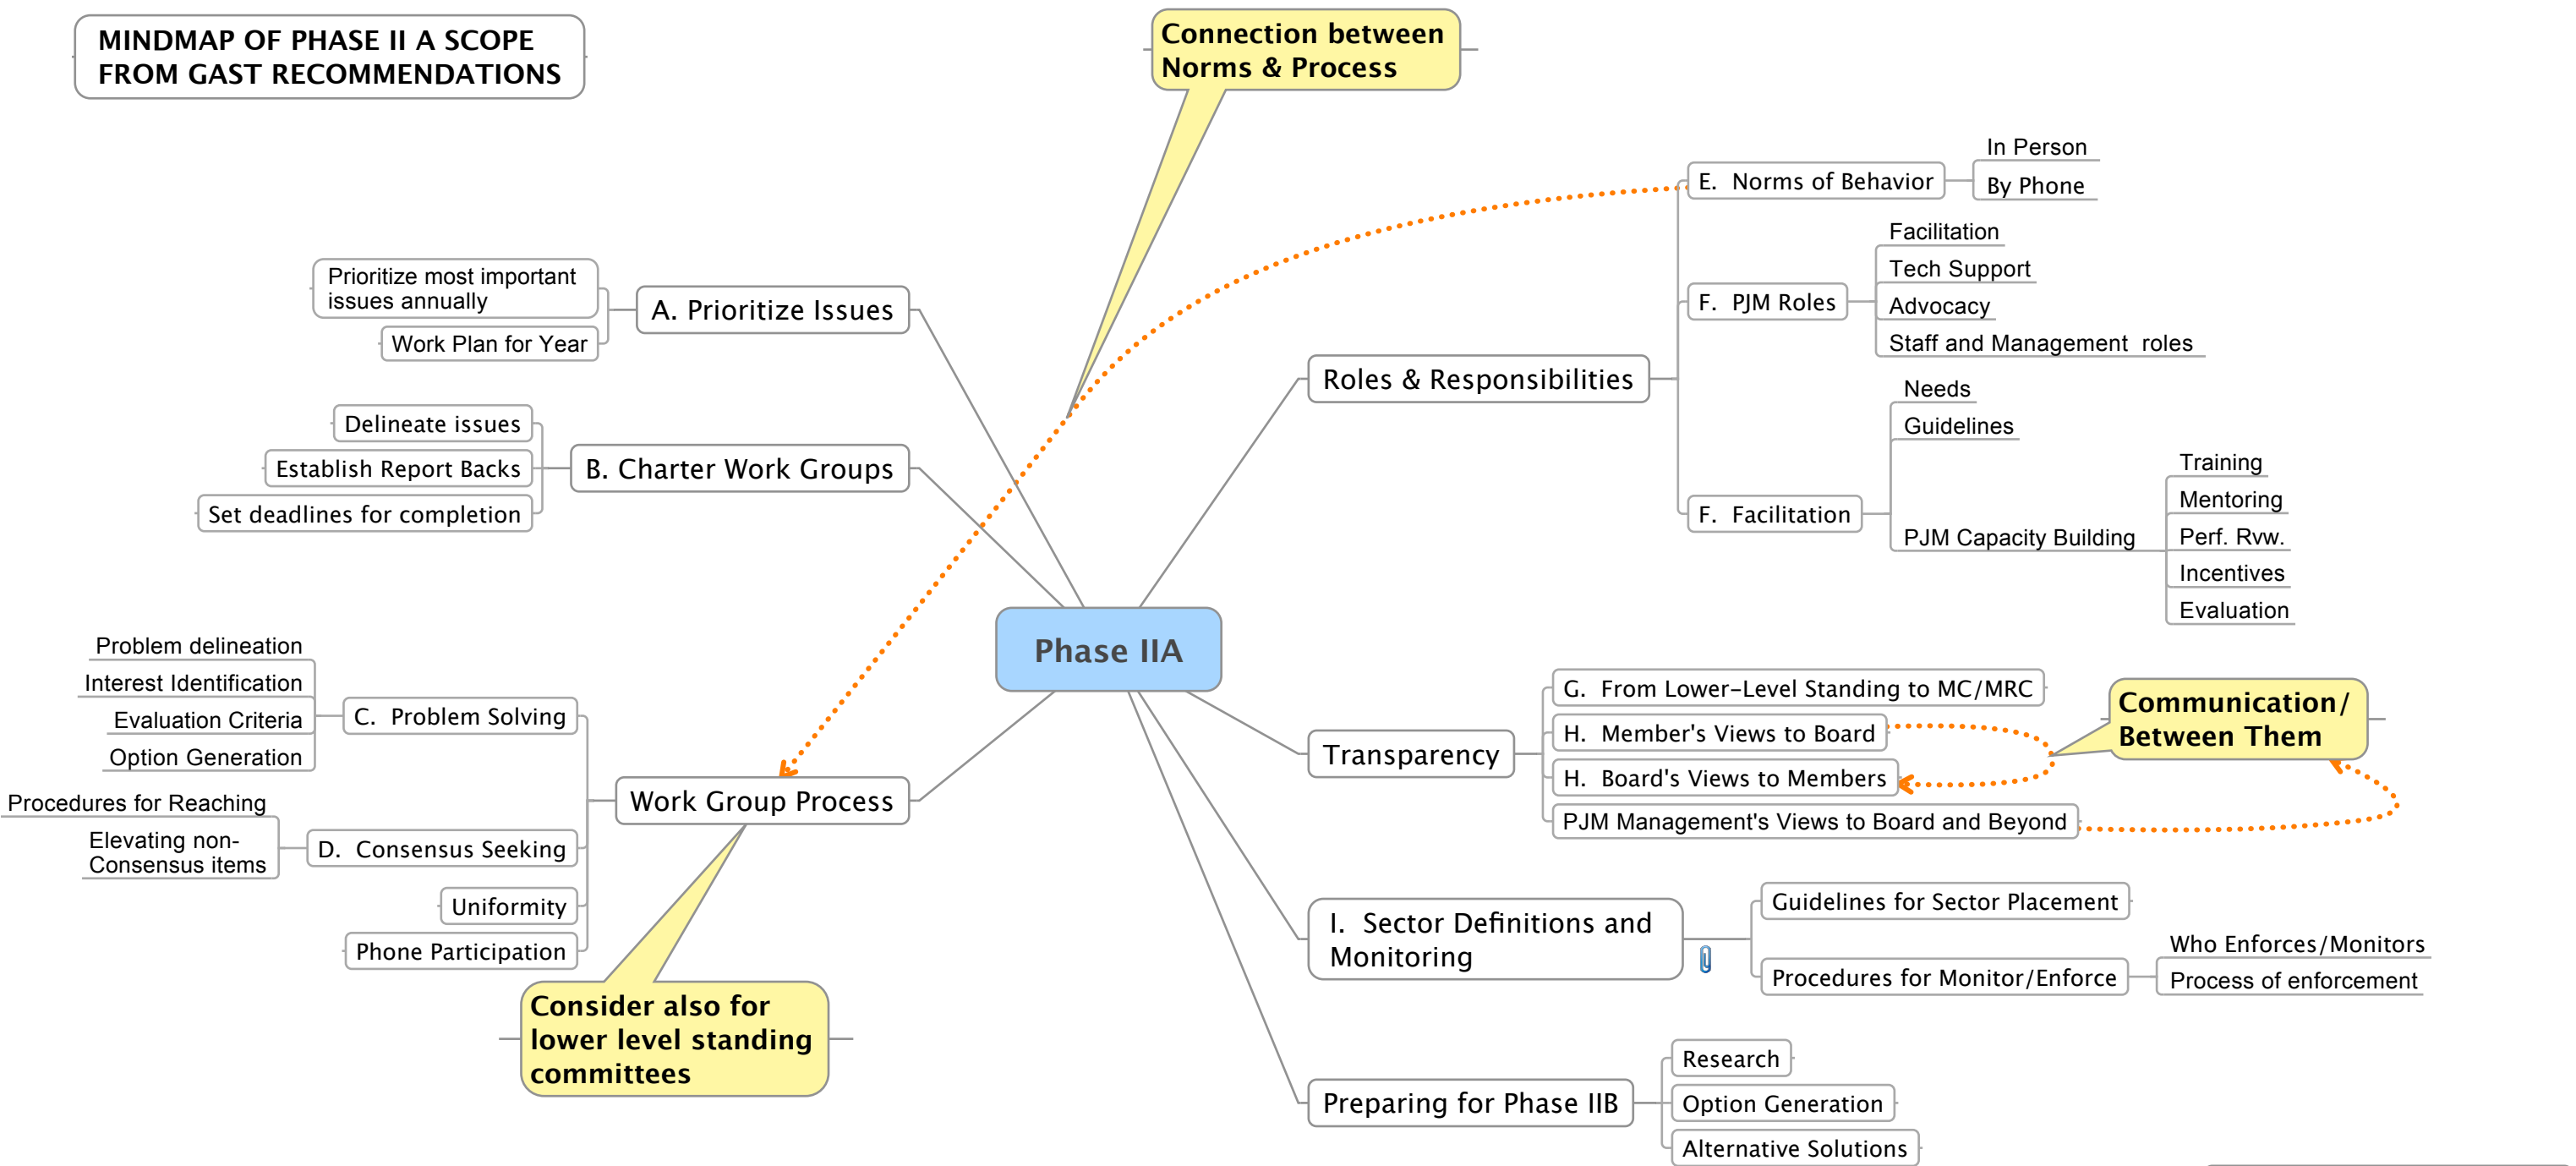 MINDMAP OF PHASE II A SCOPE
FROM GAST RECOMMENDATIONS
Connection between
Norms & Process
Prioritize most important
issues annually
Work Plan for Year
A. Prioritize Issues
Delineate issues
Establish Report Backs
Set deadlines for completion
B. Charter Work Groups
Problem delineation
Interest Identification
Evaluation Criteria
Option Generation
C.  Problem Solving
Procedures for Reaching
Elevating non-
Consensus items
D.  Consensus Seeking
Uniformity
Phone Participation
Work Group Process
Consider also for
lower level standing
committees
Phase IIA
Roles & Responsibilities
E.  Norms of Behavior
In Person
By Phone
F.  PJM Roles
Facilitation
Tech Support
Advocacy
Staff and Management  roles
F.  Facilitation
Needs
Guidelines
PJM Capacity Building
Training
Mentoring
Perf. Rvw.
Incentives
Evaluation
Transparency
G.  From Lower-Level Standing to MC/MRC
H.  Member's Views to Board
H.  Board's Views to Members
PJM Management's Views to Board and Beyond
Communication/
Between Them
I.  Sector Definitions and
Monitoring
Guidelines for Sector Placement
Procedures for Monitor/Enforce
Who Enforces/Monitors
Process of enforcement
Preparing for Phase IIB
Research
Option Generation
Alternative Solutions